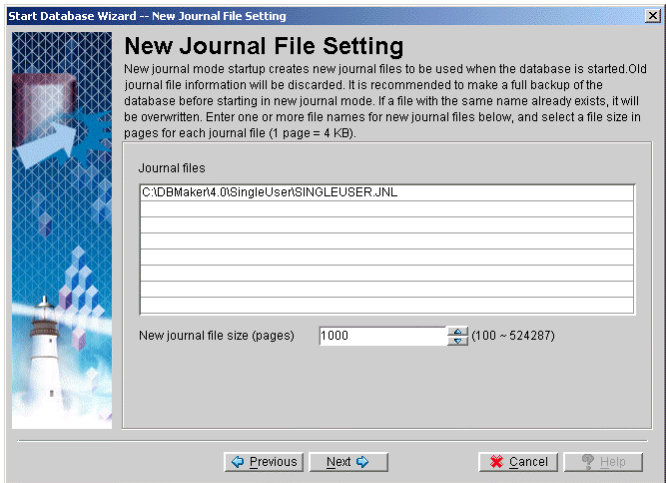 Start Database Wizard -- New Journal File Setting
New Journal File Setting
New journal mode startup creates new journal files to be used when the database is started.Old
journal file information will be discarded. It is recommended to make a full backup of the
database before starting in new journal mode. If a file with the same name already exists, it will
be overwritten. Enter one or more file names for new journal files below, and select a file size in
pages for each journal file (1 page = 4 KB).
Journal files
C:\DBMaker\4.0\SingleUser\SINGLEUSER.JNL
New journal file size (pages) 1000 (100 ~ 524287)
Previous Next Cancel Help